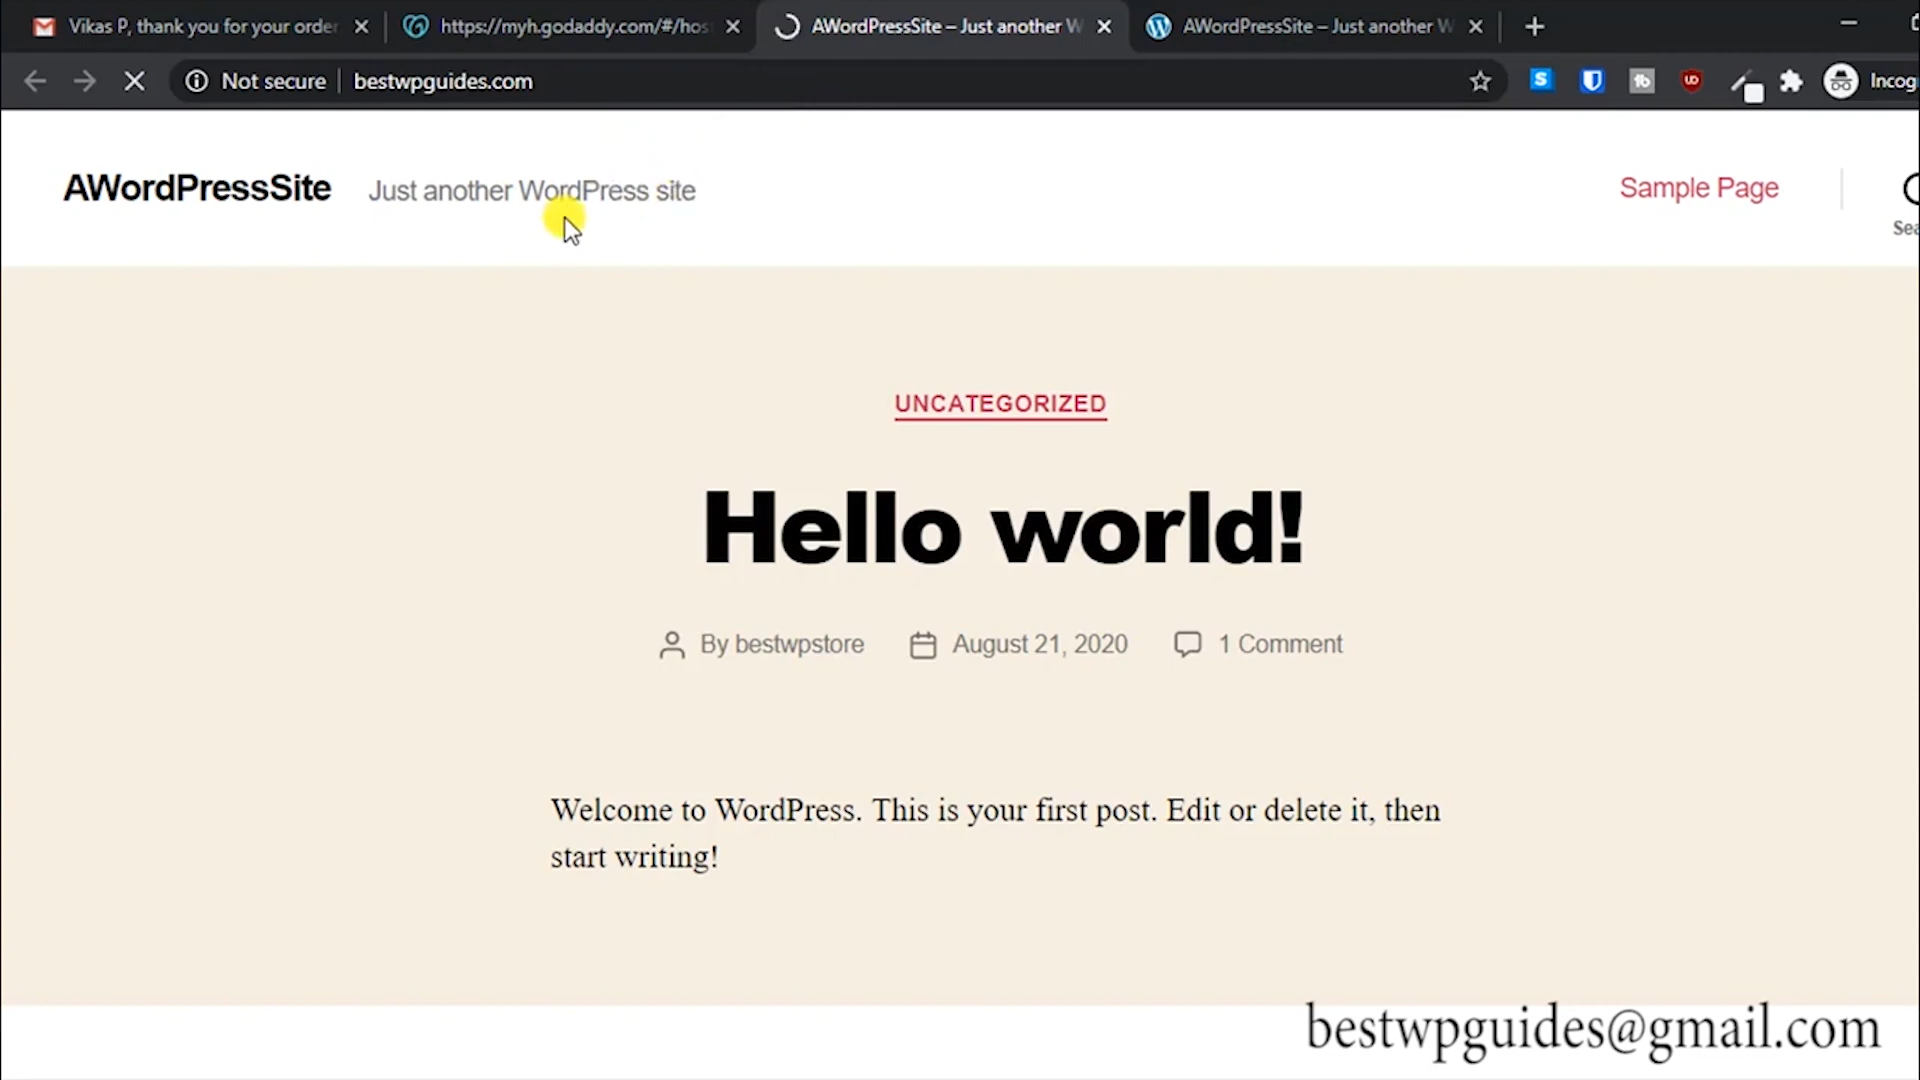 Vikas P, thank you for your order
https://myh.godaddy.com/#/hos
AWordPressSite – Just another W
AWordPressSite – Just another W
Not secure
bestwpguides.com
Incog
AWordPressSite
Just another WordPress site
Sample Page
Sea
UNCATEGORIZED
Hello world!
By bestwpstore
August 21, 2020
1 Comment
Welcome to WordPress. This is your first post. Edit or delete it, then
start writing!
bestwpguides@gmail.com